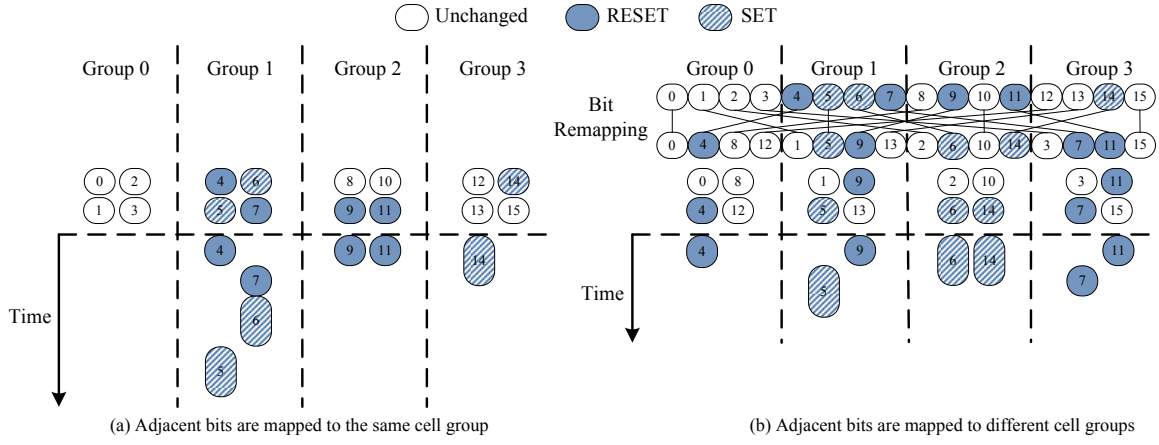 Unchanged RESET SET
Group 0 Group 1 Group 2 Group 3
0 2 4 6 8 10 12 14
1 3 5 7 9 11 13 15
4 9 11 14
7
6
5
Time
(a) Adjacent bits are mapped to the same cell group
Group 0 Group 1 Group 2 Group 3
Bit
Remapping
0 1 2 3 4 5 6 7 8 9 10 11 12 13 14 15
0 4 8 12 1 5 9 13 2 6 10 14 3 7 11 15
0 8 1 9 2 10 3 11
4 12 5 13 6 14 7 15
4 9 6 14 11
5 7
Time
(b) Adjacent bits are mapped to different cell groups